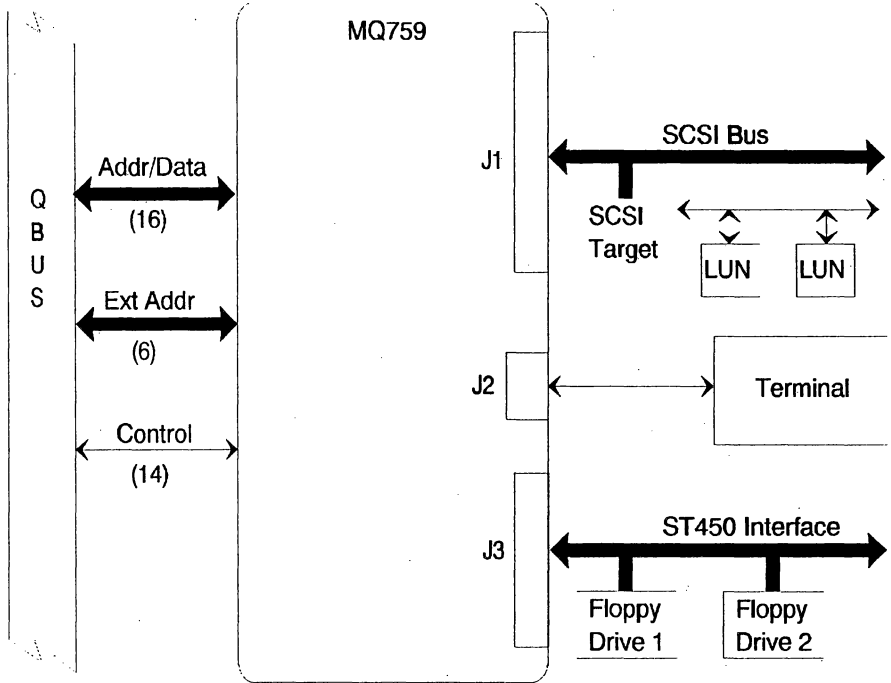 MQ759
Q
B
U
S
Addr/Data
(16)
Ext Addr
(6)
Control
(14)
J1
SCSI Bus
SCSI
Target
LUN
LUN
J2
Terminal
J3
ST450 Interface
Floppy
Drive 1
Floppy
Drive 2